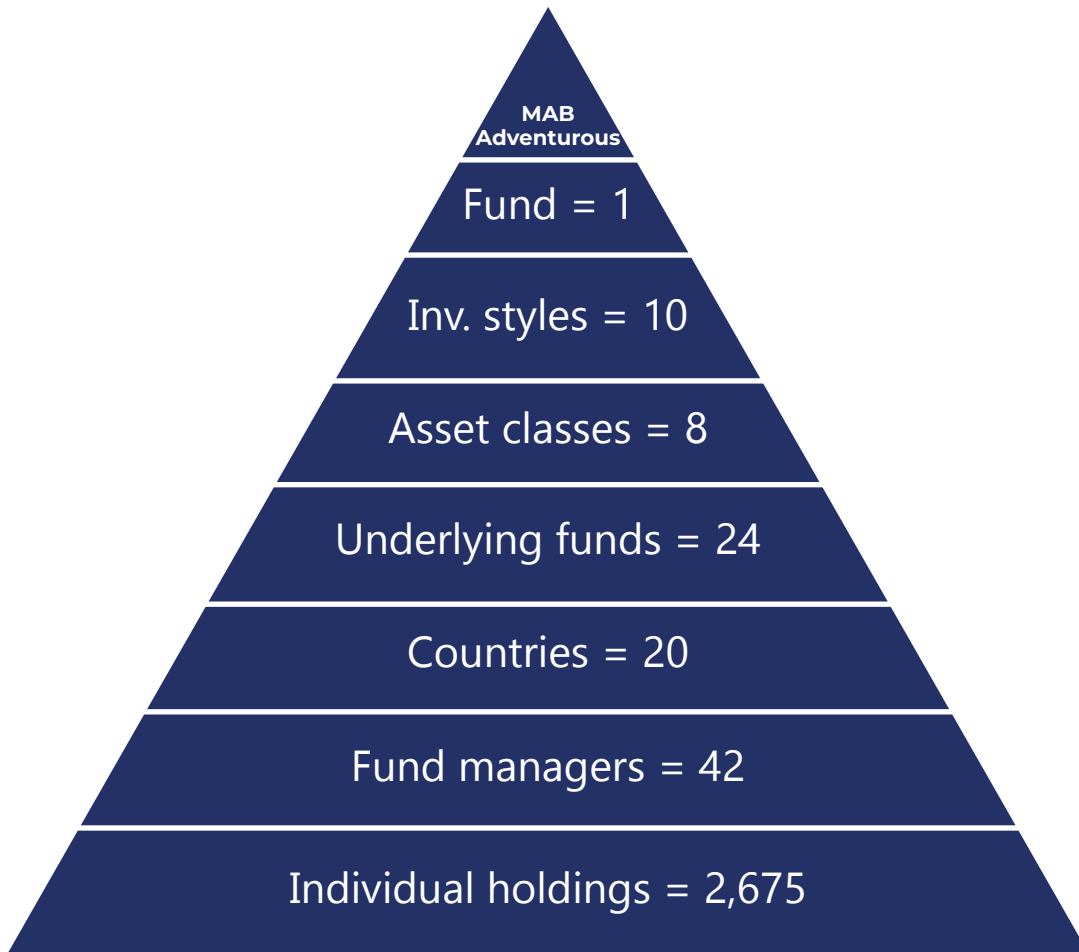 MAB
Adventurous
Fund = 1
Inv. styles = 10
Asset classes = 8
Underlying funds = 24
Countries = 20
Fund managers = 42
Individual holdings = 2,675